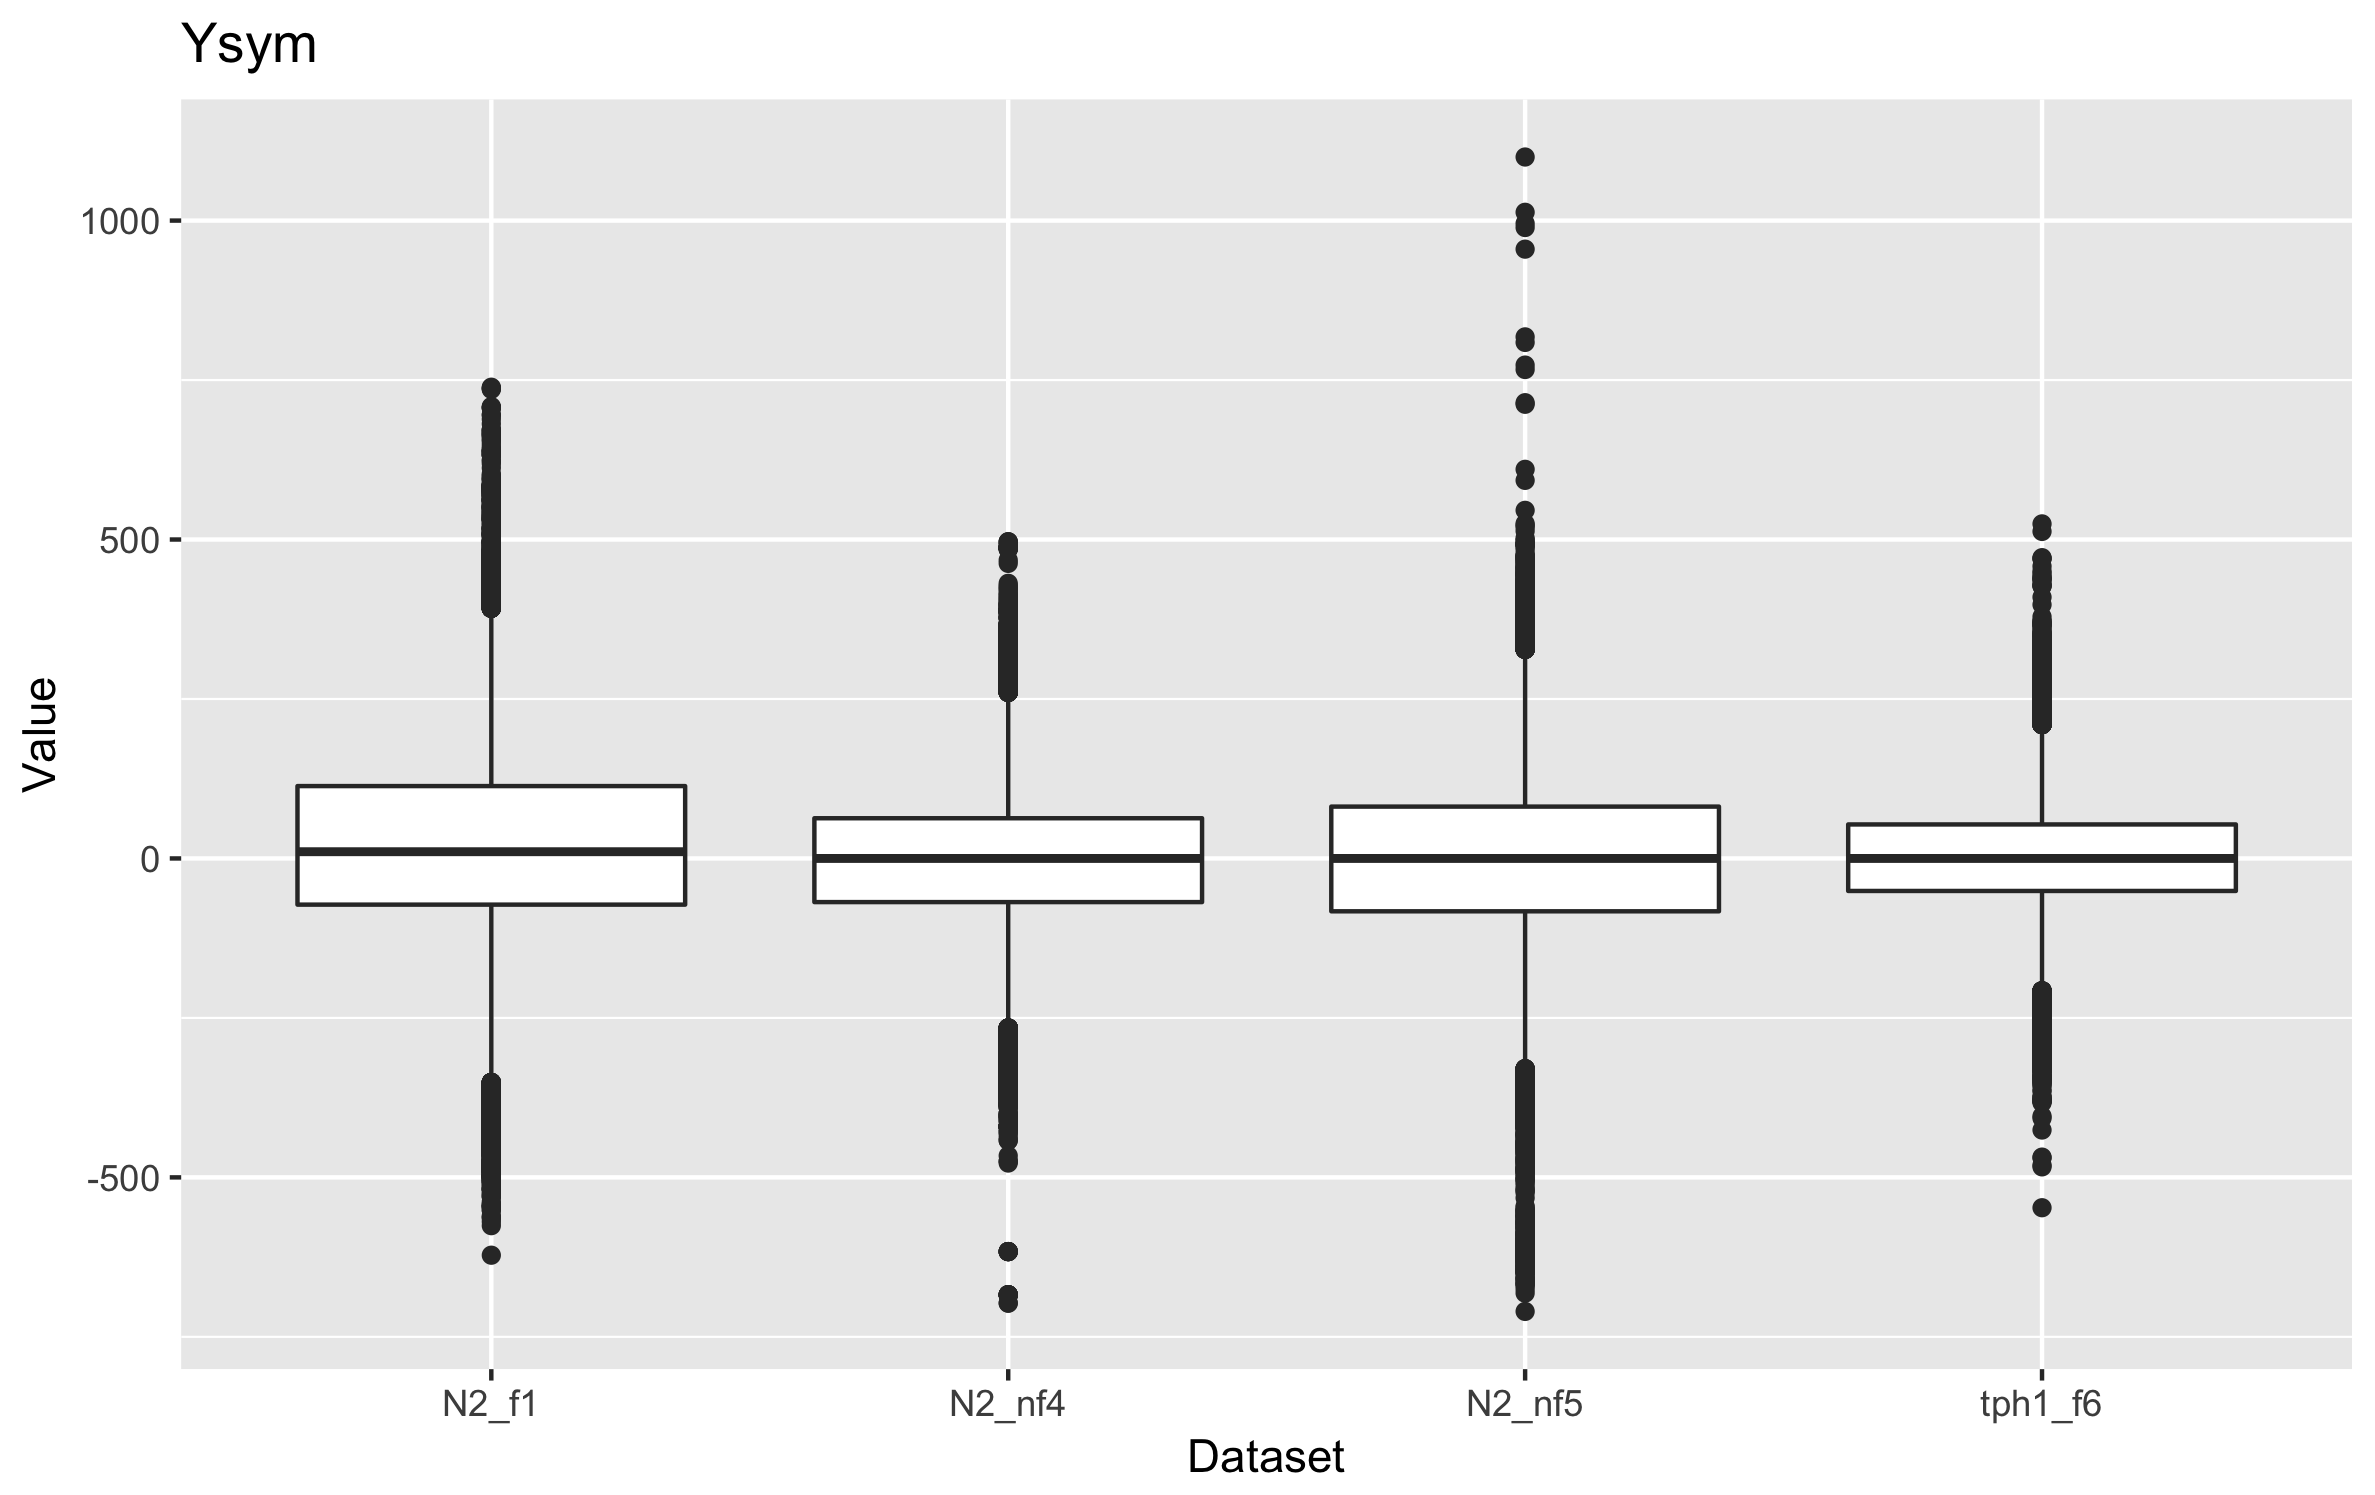 Ysym
1000
500
0
-500
Value
N2_f1 N2_nf4 N2_nf5 tph1_f6
Dataset